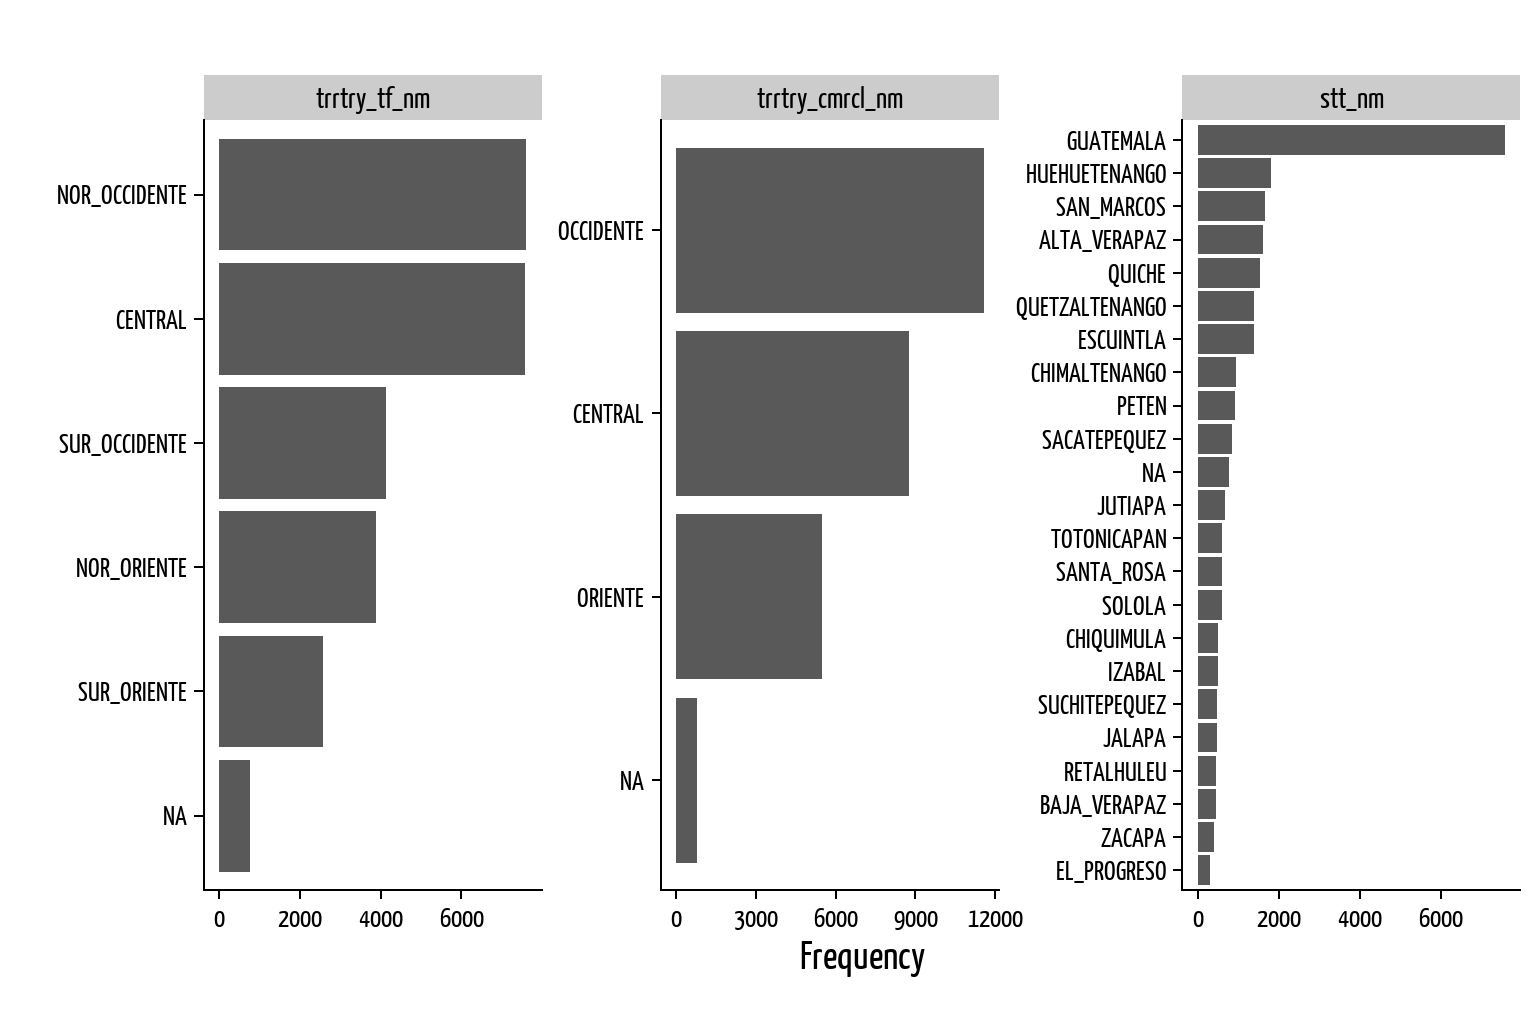 trrtry_tf_nm
NOR_OCCIDENTE
CENTRAL
SUR_OCCIDENTE
NOR_ORIENTE
SUR_ORIENTE
NA
0 2000 4000 6000
trrtry_cmrcl_nm
OCCIDENTE
CENTRAL
ORIENTE
NA
0 3000 6000 9000 12000
stt_nm
GUATEMALA
HUEHUETENANGO
SAN_MARCOS
ALTA_VERAPAZ
QUICHE
QUETZALTENANGO
ESCUINTLA
CHIMALTENANGO
PETEN
SACATEPEQUEZ
NA
JUTIAPA
TOTONICAPAN
SANTA_ROSA
SOLOLA
CHIQUIMULA
IZABAL
SUCHITEPEQUEZ
JALAPA
RETALHULEU
BAJA_VERAPAZ
ZACAPA
EL_PROGRESO
0 2000 4000 6000
Frequency